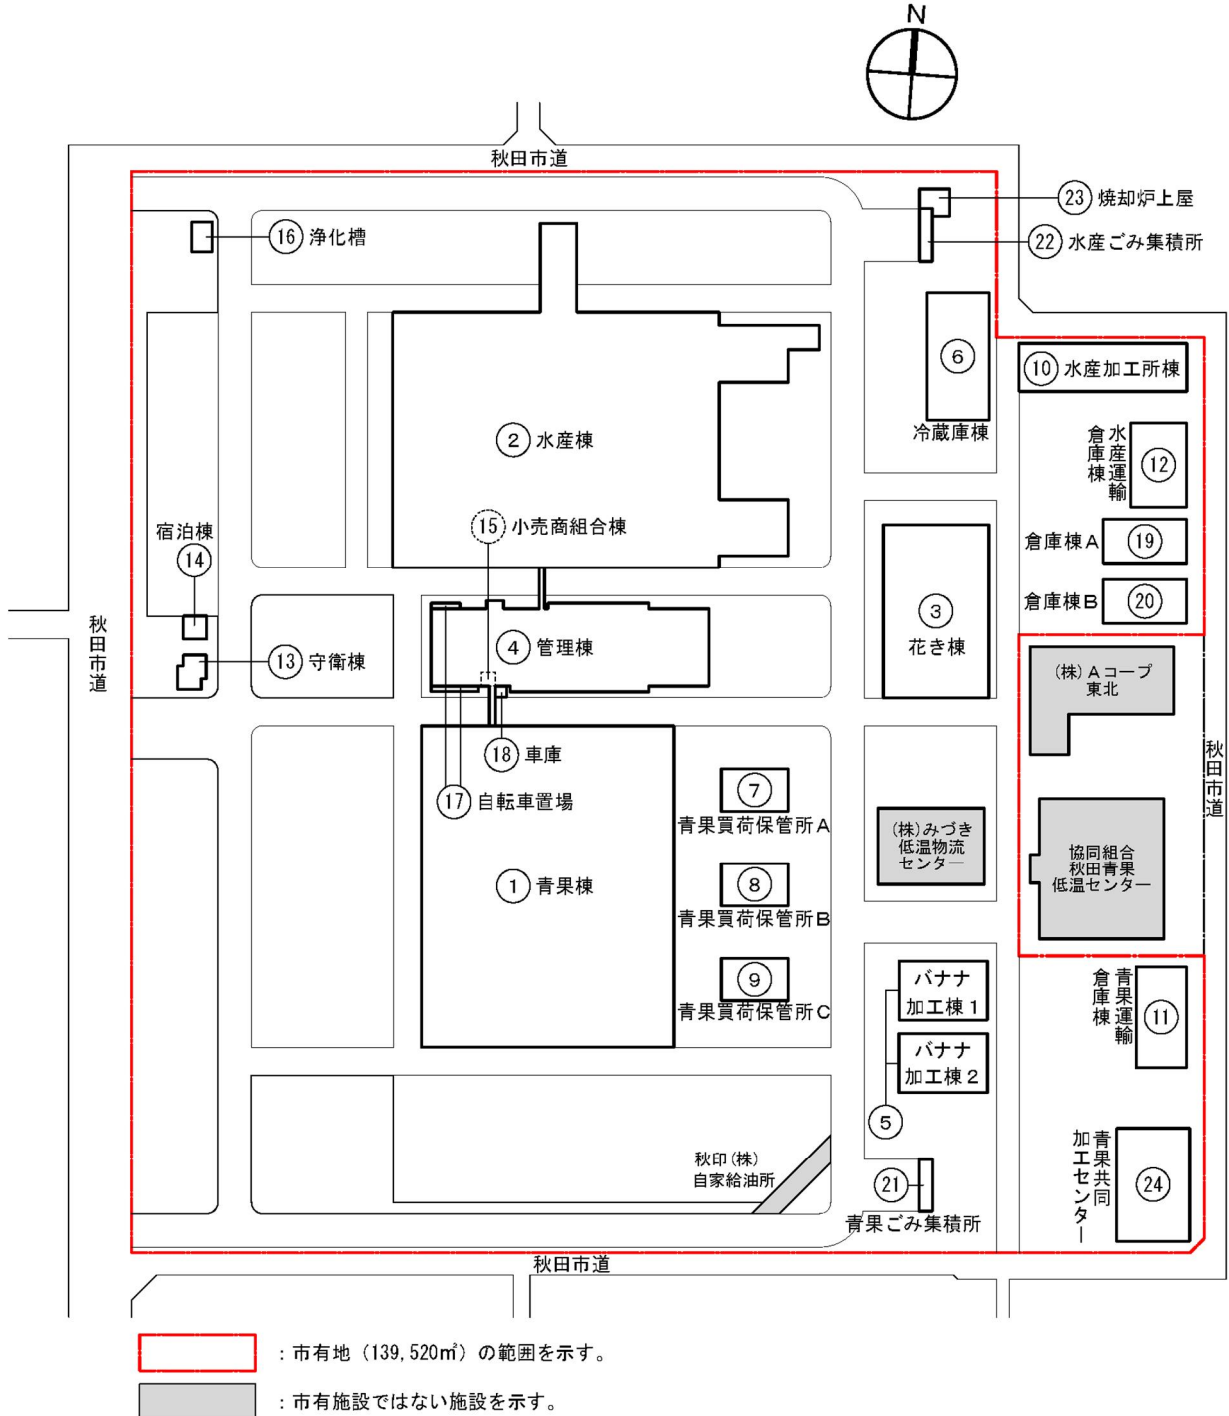 N
秋田市道
23 焼却炉上屋
16 浄化槽
22 水産ごみ集積所
6
冷蔵庫棟
10 水産加工所棟
2 水産棟
水産運輸
倉庫棟
12
15 小売商組合棟
宿泊棟
14
倉庫棟A 19
倉庫棟B 20
3
花き棟
秋田市道
4 管理棟
13 守衛棟
(株)Aコープ
東北
18 車庫
17 自転車置場
7
青果買荷保管所A
秋田市道
(株)みづき
低温物流
センター
協同組合
秋田青果
低温センター
1 青果棟
8
青果買荷保管所B
9
青果買荷保管所C
バナナ
加工棟1
バナナ
加工棟2
5
青果運輸
倉庫棟
11
秋印(株)
自家給油所
21
青果ごみ集積所
青果共同
加工センター
24
秋田市道
：市有地（139,520㎡）の範囲を示す。
：市有施設ではない施設を示す。